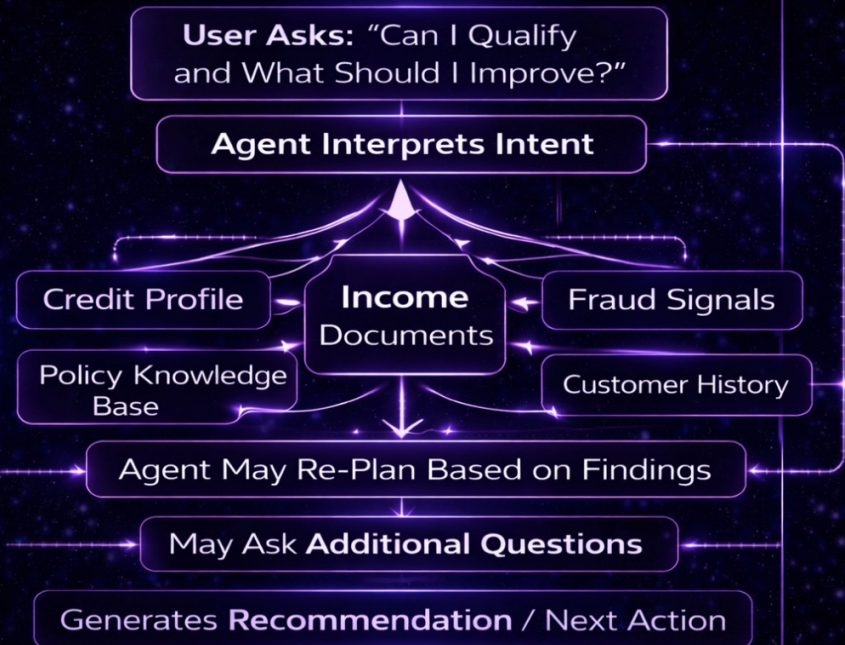 User Asks: “Can I Qualify
and What Should I Improve?”
Agent Interprets Intent
Credit Profile
Income
Documents
Fraud Signals
Policy Knowledge
Base
Customer History
Agent May Re-Plan Based on Findings
May Ask Additional Questions
Generates Recommendation / Next Action